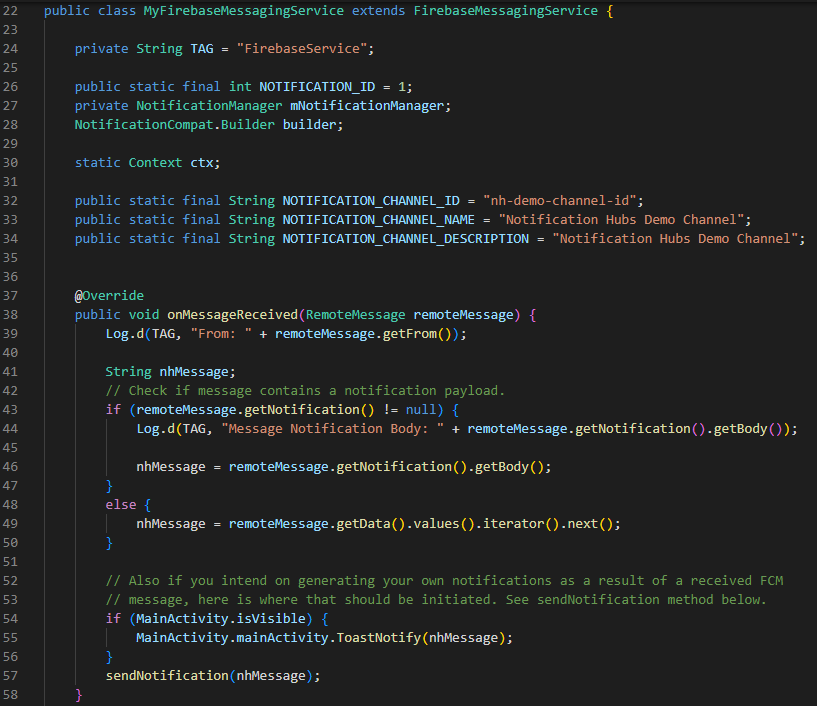 22 public class MyFirebaseMessagingService extends FirebaseMessagingService {
23
24 private String TAG = "FirebaseService";
25
26 public static final int NOTIFICATION_ID = 1;
27 private NotificationManager mNotificationManager;
28 NotificationCompat.Builder builder;
29
30 static Context ctx;
31
32 public static final String NOTIFICATION_CHANNEL_ID = "nh-demo-channel-id";
33 public static final String NOTIFICATION_CHANNEL_NAME = "Notification Hubs Demo Channel";
34 public static final String NOTIFICATION_CHANNEL_DESCRIPTION = "Notification Hubs Demo Channel";
35
36
37 @Override
38 public void onMessageReceived(RemoteMessage remoteMessage) {
39 Log.d(TAG, "From: " + remoteMessage.getFrom());
40
41 String nhMessage;
42 // Check if message contains a notification payload.
43 if (remoteMessage.getNotification() != null) {
44 Log.d(TAG, "Message Notification Body: " + remoteMessage.getNotification().getBody());
45
46 nhMessage = remoteMessage.getNotification().getBody();
47 }
48 else {
49 nhMessage = remoteMessage.getData().values().iterator().next();
50 }
51
52 // Also if you intend on generating your own notifications as a result of a received FCM
53 // message, here is where that should be initiated. See sendNotification method below.
54 if (MainActivity.isVisible) {
55 MainActivity.mainActivity.ToastNotify(nhMessage);
56 }
57 sendNotification(nhMessage);
58 }